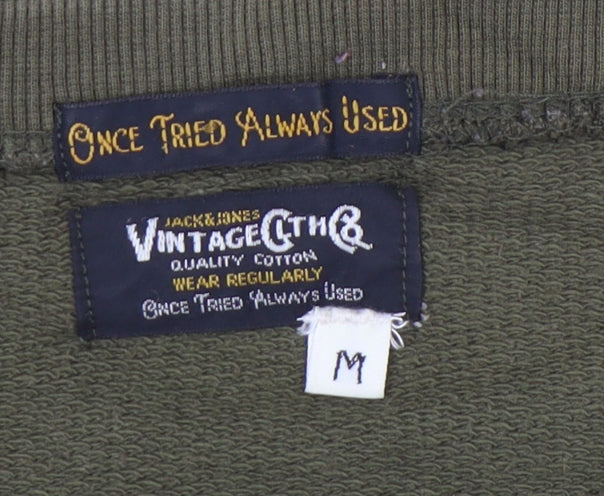 ONCE TRIED ALWAYS USED
JACK&JONES
VINTAGE CLTH CO
QUALITY COTTON
WEAR REGULARLY
ONCE TRIED ALWAYS USED
M